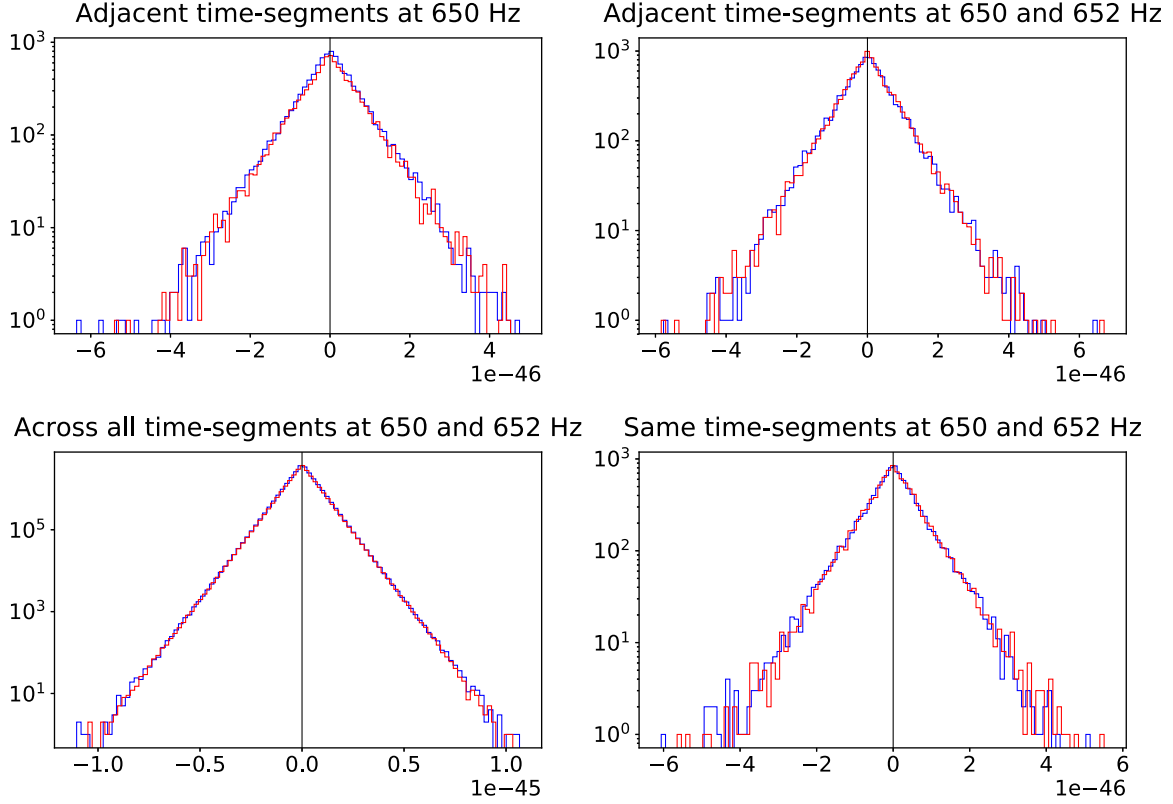 Adjacent time-segments at 650 Hz
10³
10²
10¹
10⁰
−6 −4 −2 0 2 4
1e−46
Adjacent time-segments at 650 and 652 Hz
10³
10²
10¹
10⁰
−6 −4 −2 0 2 4 6
1e−46
Across all time-segments at 650 and 652 Hz
10⁵
10³
10¹
−1.0 −0.5 0.0 0.5 1.0
1e−45
Same time-segments at 650 and 652 Hz
10³
10²
10¹
10⁰
−6 −4 −2 0 2 4 6
1e−46